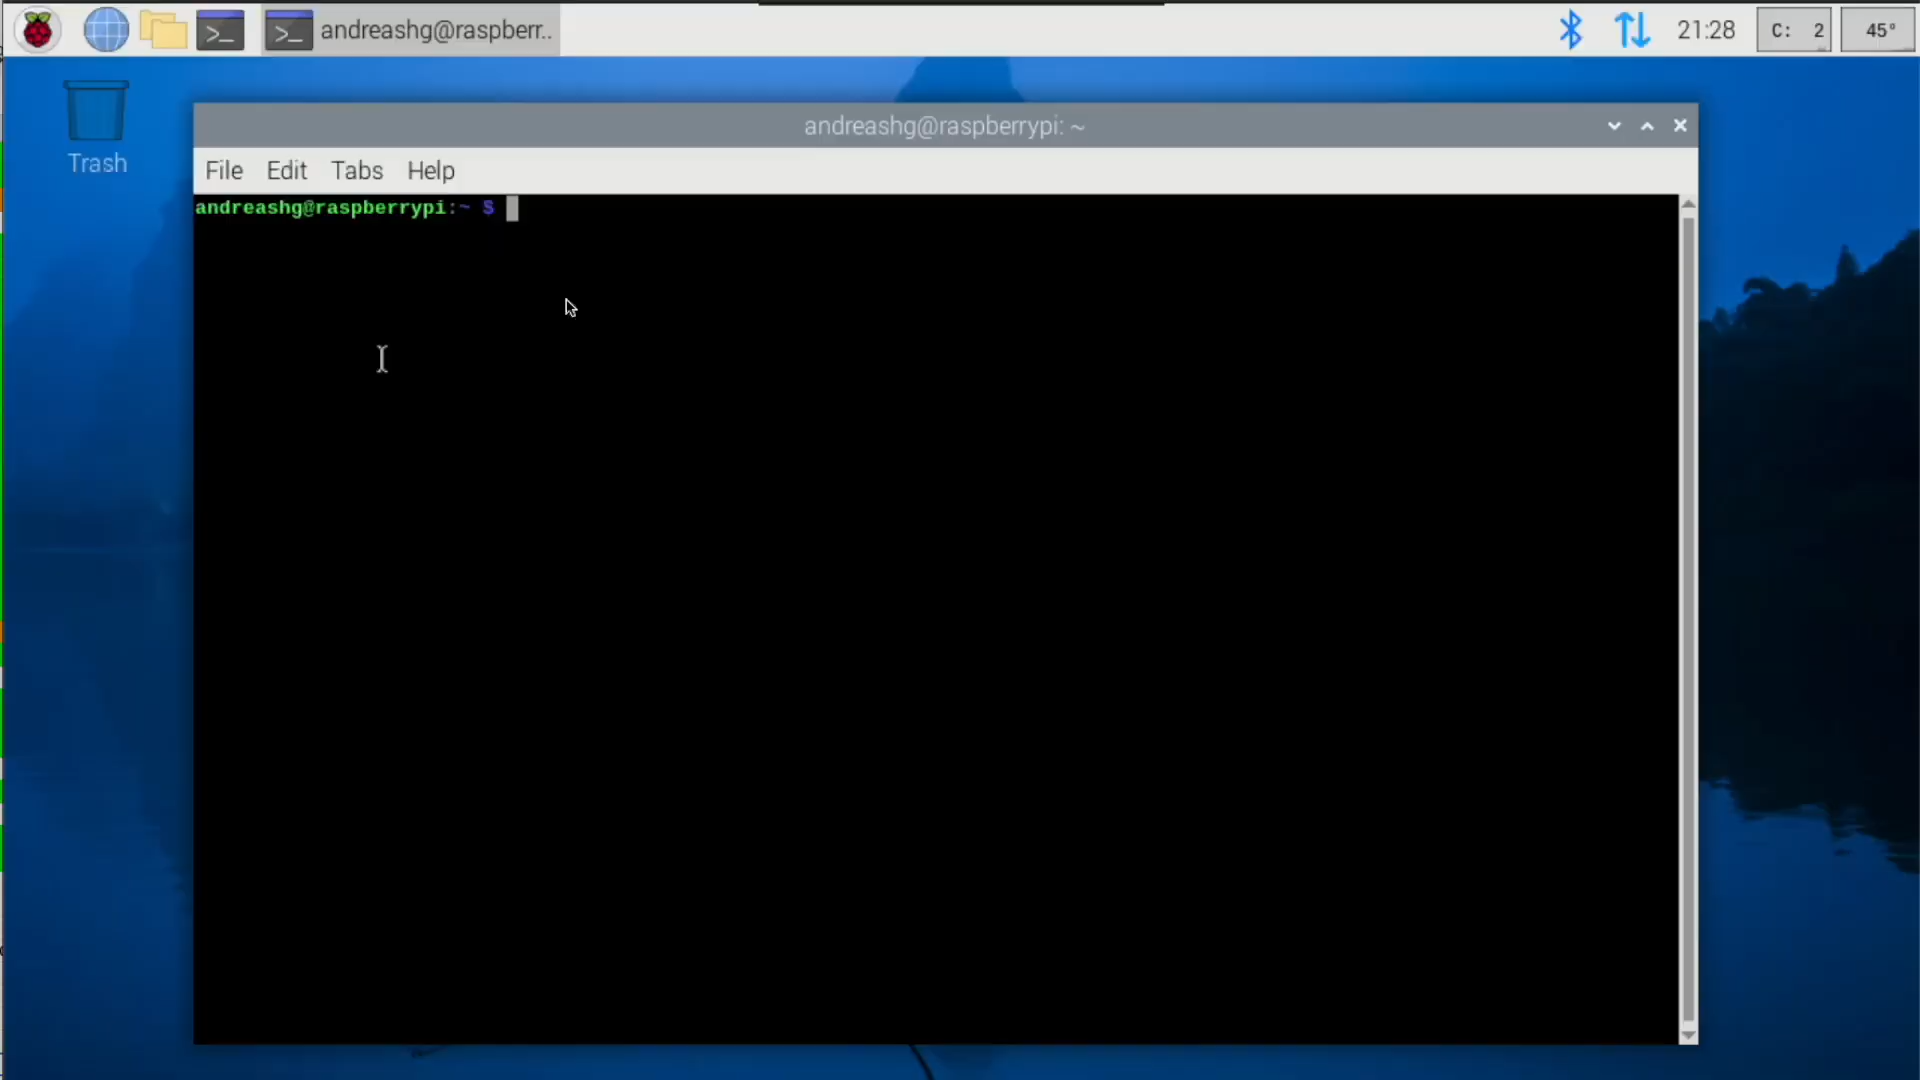 andreashg@raspberr..
21:28
C: 2
45°
Trash
andreashg@raspberrypi: ~
File Edit Tabs Help
andreashg@raspberrypi:~ $